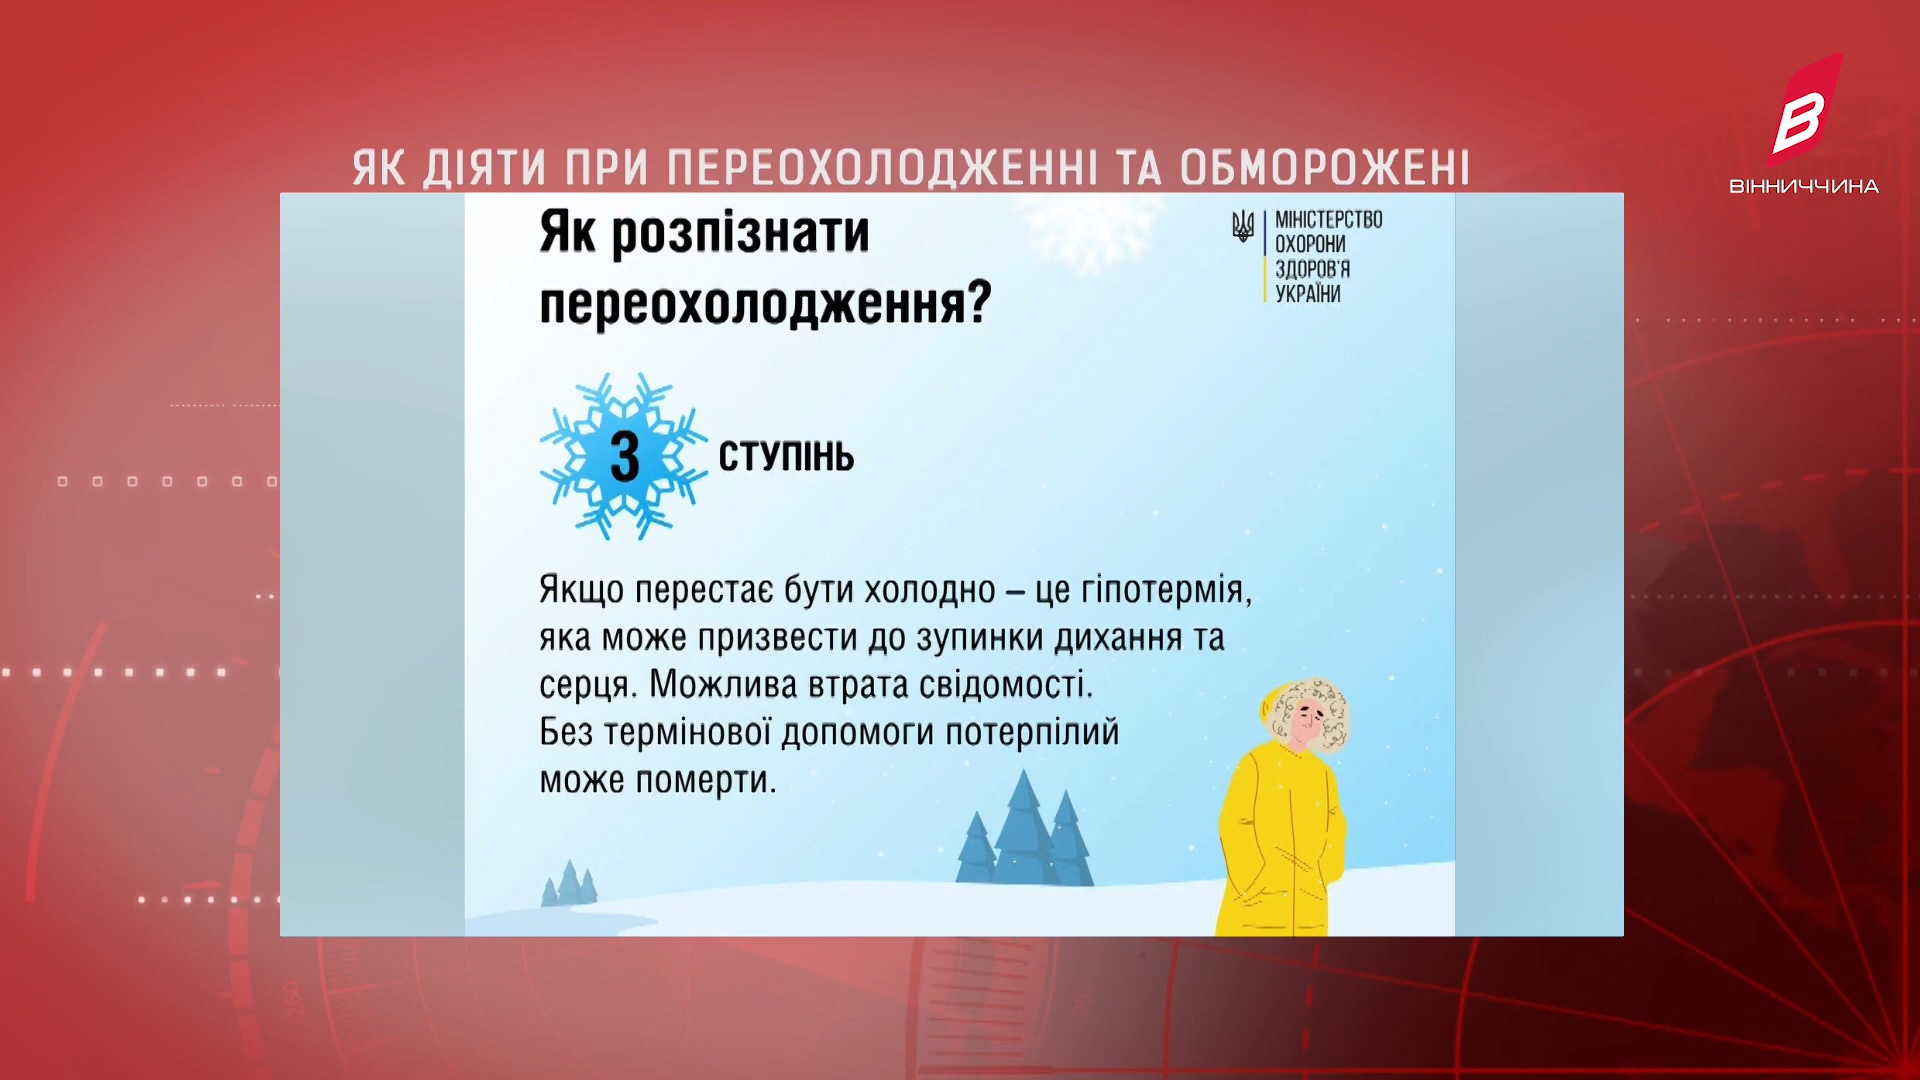 ЯК ДІЯТИ ПРИ ПЕРЕОХОЛОДЖЕННІ ТА ОБМОРОЖЕНІ
В
ВІННИЧЧИНА
Як розпізнати
переохолодження?
МІНІСТЕРСТВО
ОХОРОНИ
ЗДОРОВ'Я
УКРАЇНИ
3 СТУПІНЬ
Якщо перестає бути холодно – це гіпотермія,
яка може призвести до зупинки дихання та
серця. Можлива втрата свідомості.
Без термінової допомоги потерпілий
може померти.
260